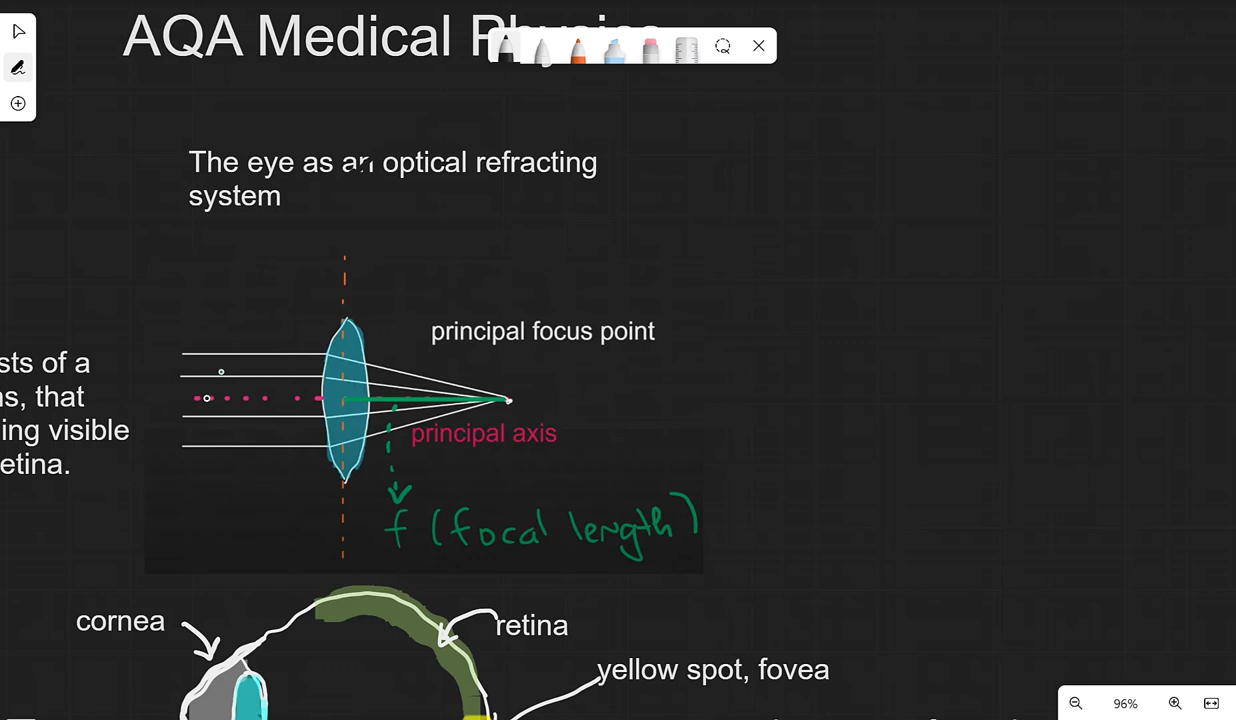 AQA Medical Physics
The eye as an optical refracting
system
principal focus point
sts of a
ns, that
ing visible
etina.
principal axis
f (focal length)
cornea
retina
yellow spot, fovea
96%